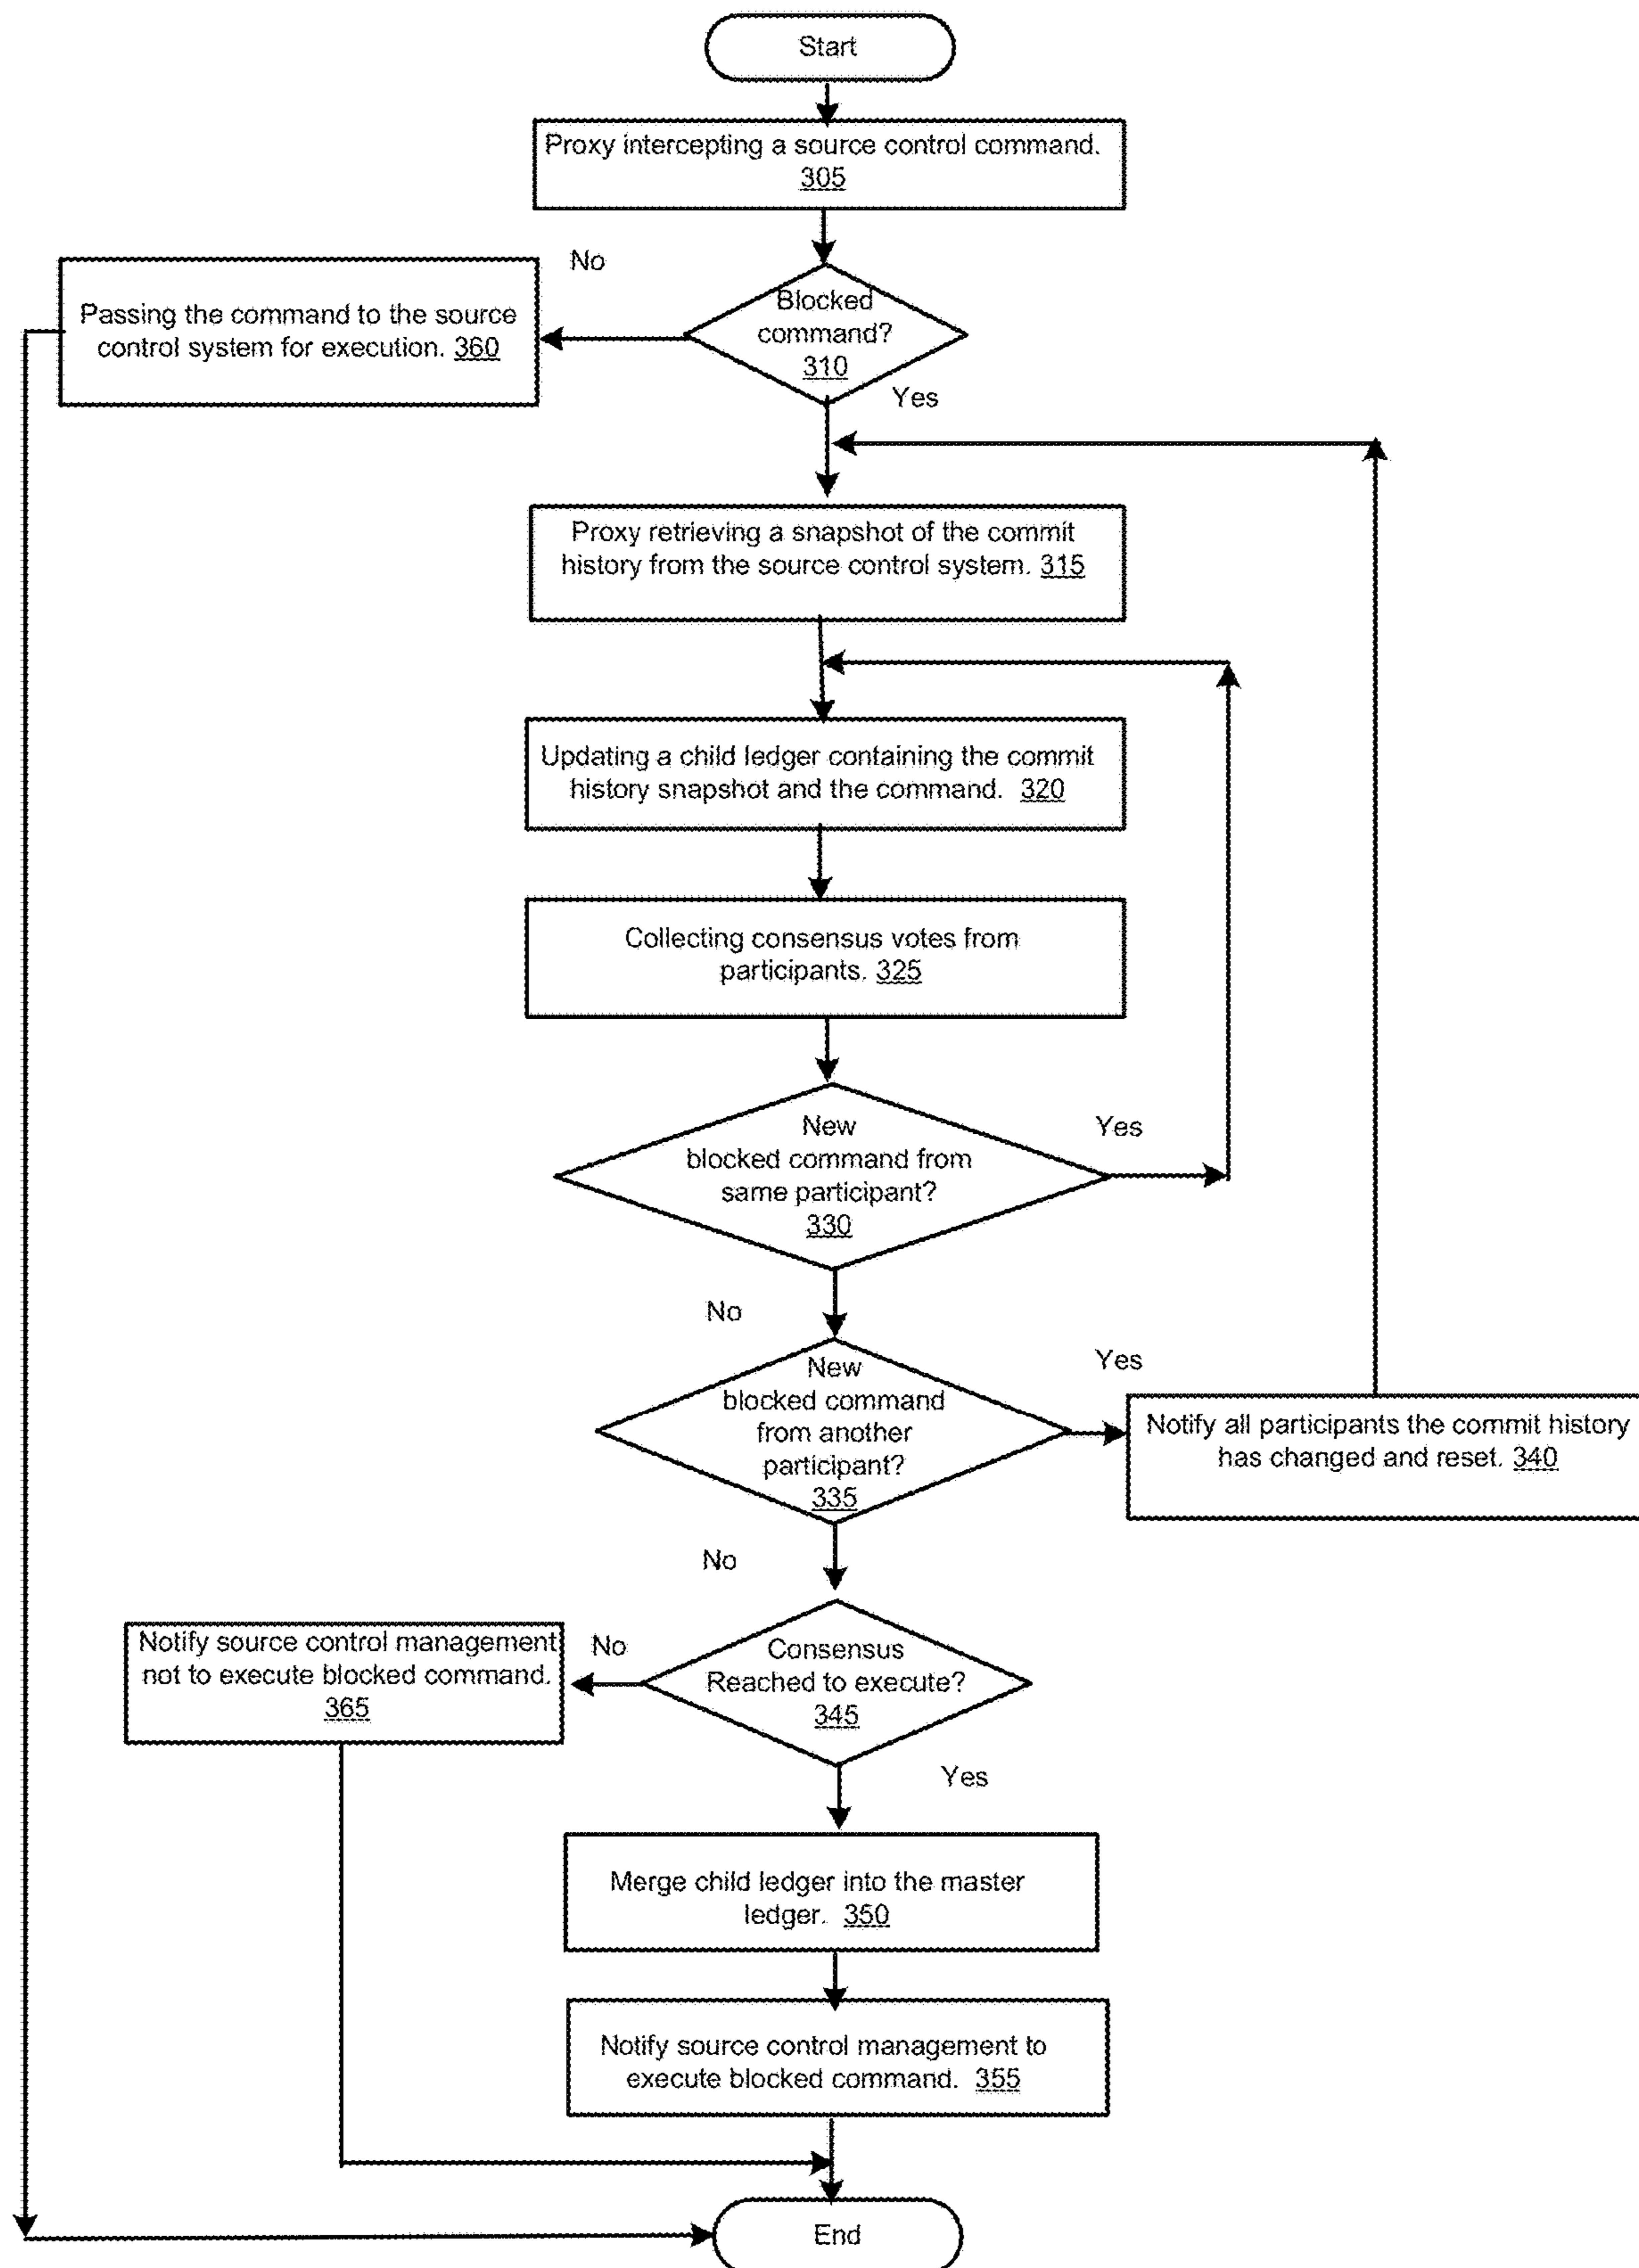 Start
Proxy intercepting a source control command.
305
No
Passing the command to the source
control system for execution. 360
Blocked
command?
310
Yes
Proxy retrieving a snapshot of the commit
history from the source control system. 315
Updating a child ledger containing the commit
history snapshot and the command. 320
Collecting consensus votes from
participants. 325
New
blocked command from
same participant?
330
Yes
No
New
blocked command
from another
participant?
335
Yes
Notify all participants the commit history
has changed and reset. 340
No
Notify source control management
not to execute blocked command.
365
No
Consensus
Reached to execute?
345
Yes
Merge child ledger into the master
ledger. 350
Notify source control management to
execute blocked command. 355
End